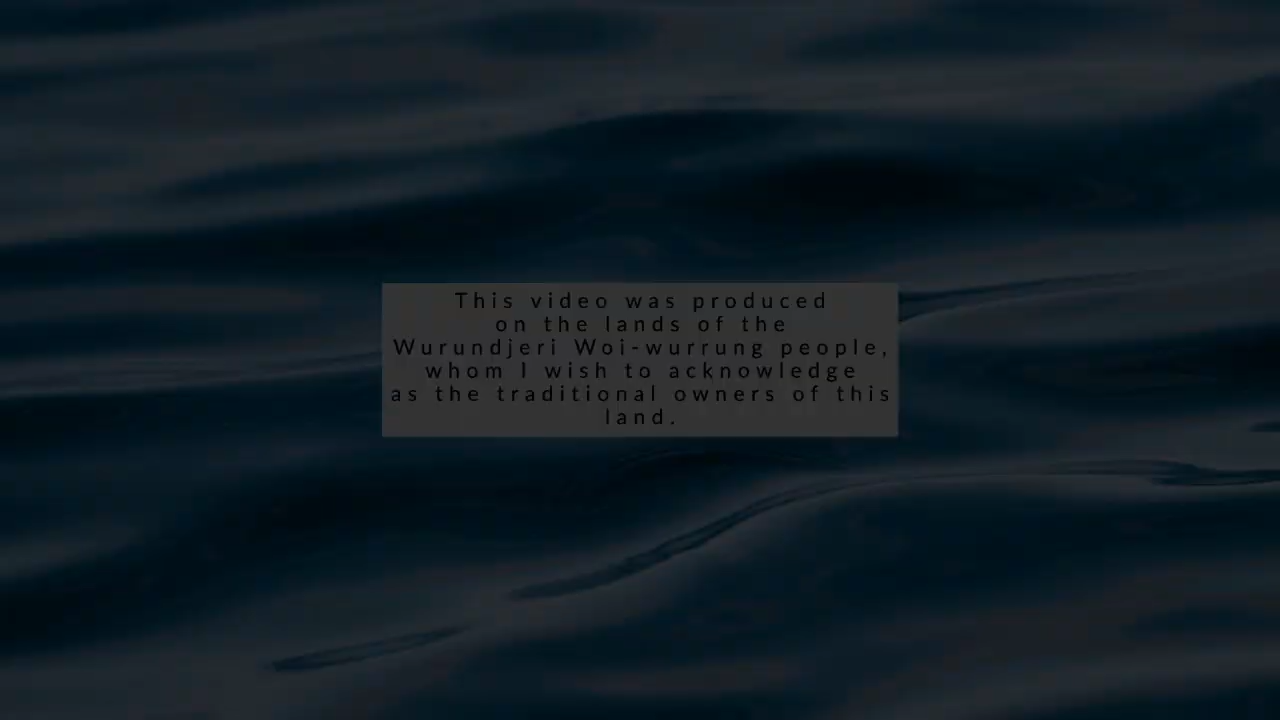 This video was produced
on the lands of the
Wurundjeri Woi-wurrung people,
whom I wish to acknowledge
as the traditional owners of this
land.